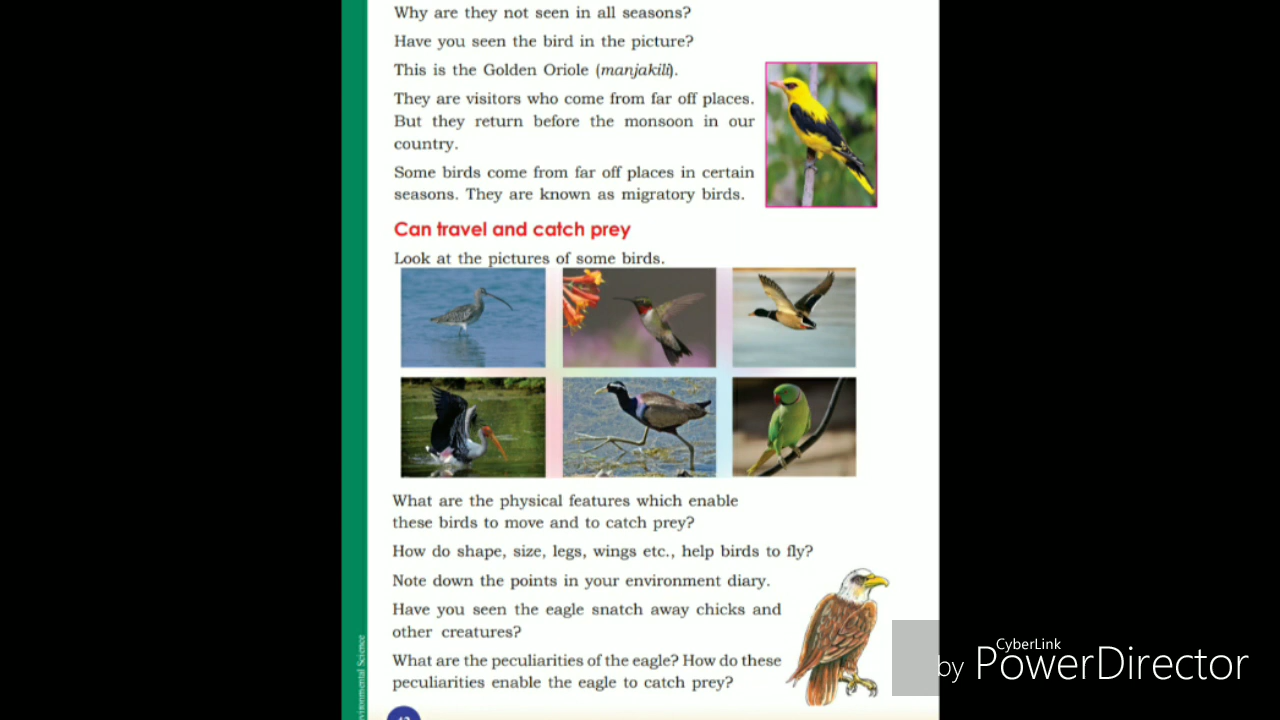 Why are they not seen in all seasons?
Have you seen the bird in the picture?
This is the Golden Oriole (manjakili).
They are visitors who come from far off places.
But they return before the monsoon in our
country.
Some birds come from far off places in certain
seasons. They are known as migratory birds.
Can travel and catch prey
Look at the pictures of some birds.
What are the physical features which enable
these birds to move and to catch prey?
How do shape, size, legs, wings etc., help birds to fly?
Note down the points in your environment diary.
Have you seen the eagle snatch away chicks and
other creatures?
What are the peculiarities of the eagle? How do these
peculiarities enable the eagle to catch prey?
Science
by CyberLink
PowerDirector